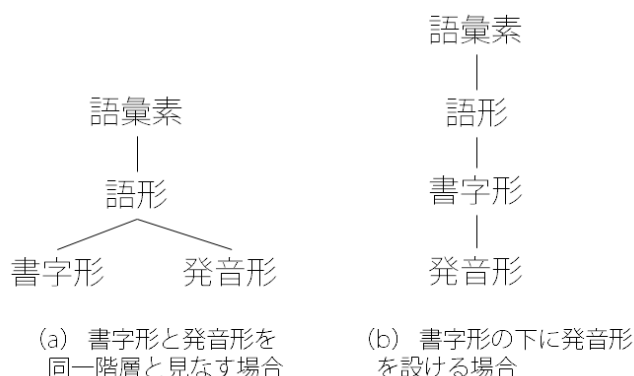 語彙素
語形
書字形 発音形
(a) 書字形と発音形を
同一階層と見なす場合
語彙素
語形
書字形
発音形
(b) 書字形の下に発音形
を設ける場合